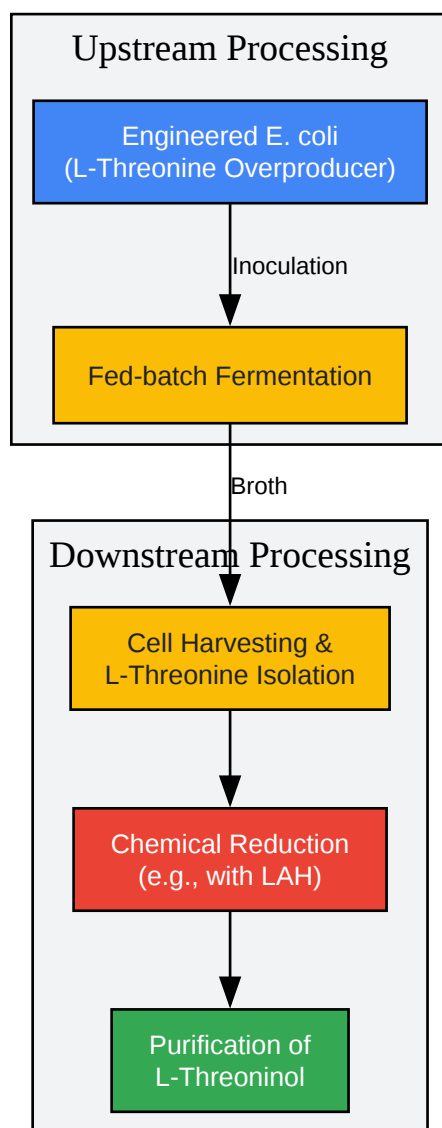 Upstream Processing
Engineered E. coli
(L-Threonine Overproducer)
Inoculation
Fed-batch Fermentation
Broth
Downstream Processing
Cell Harvesting &
L-Threonine Isolation
Chemical Reduction
(e.g., with LAH)
Purification of
L-Threoninol